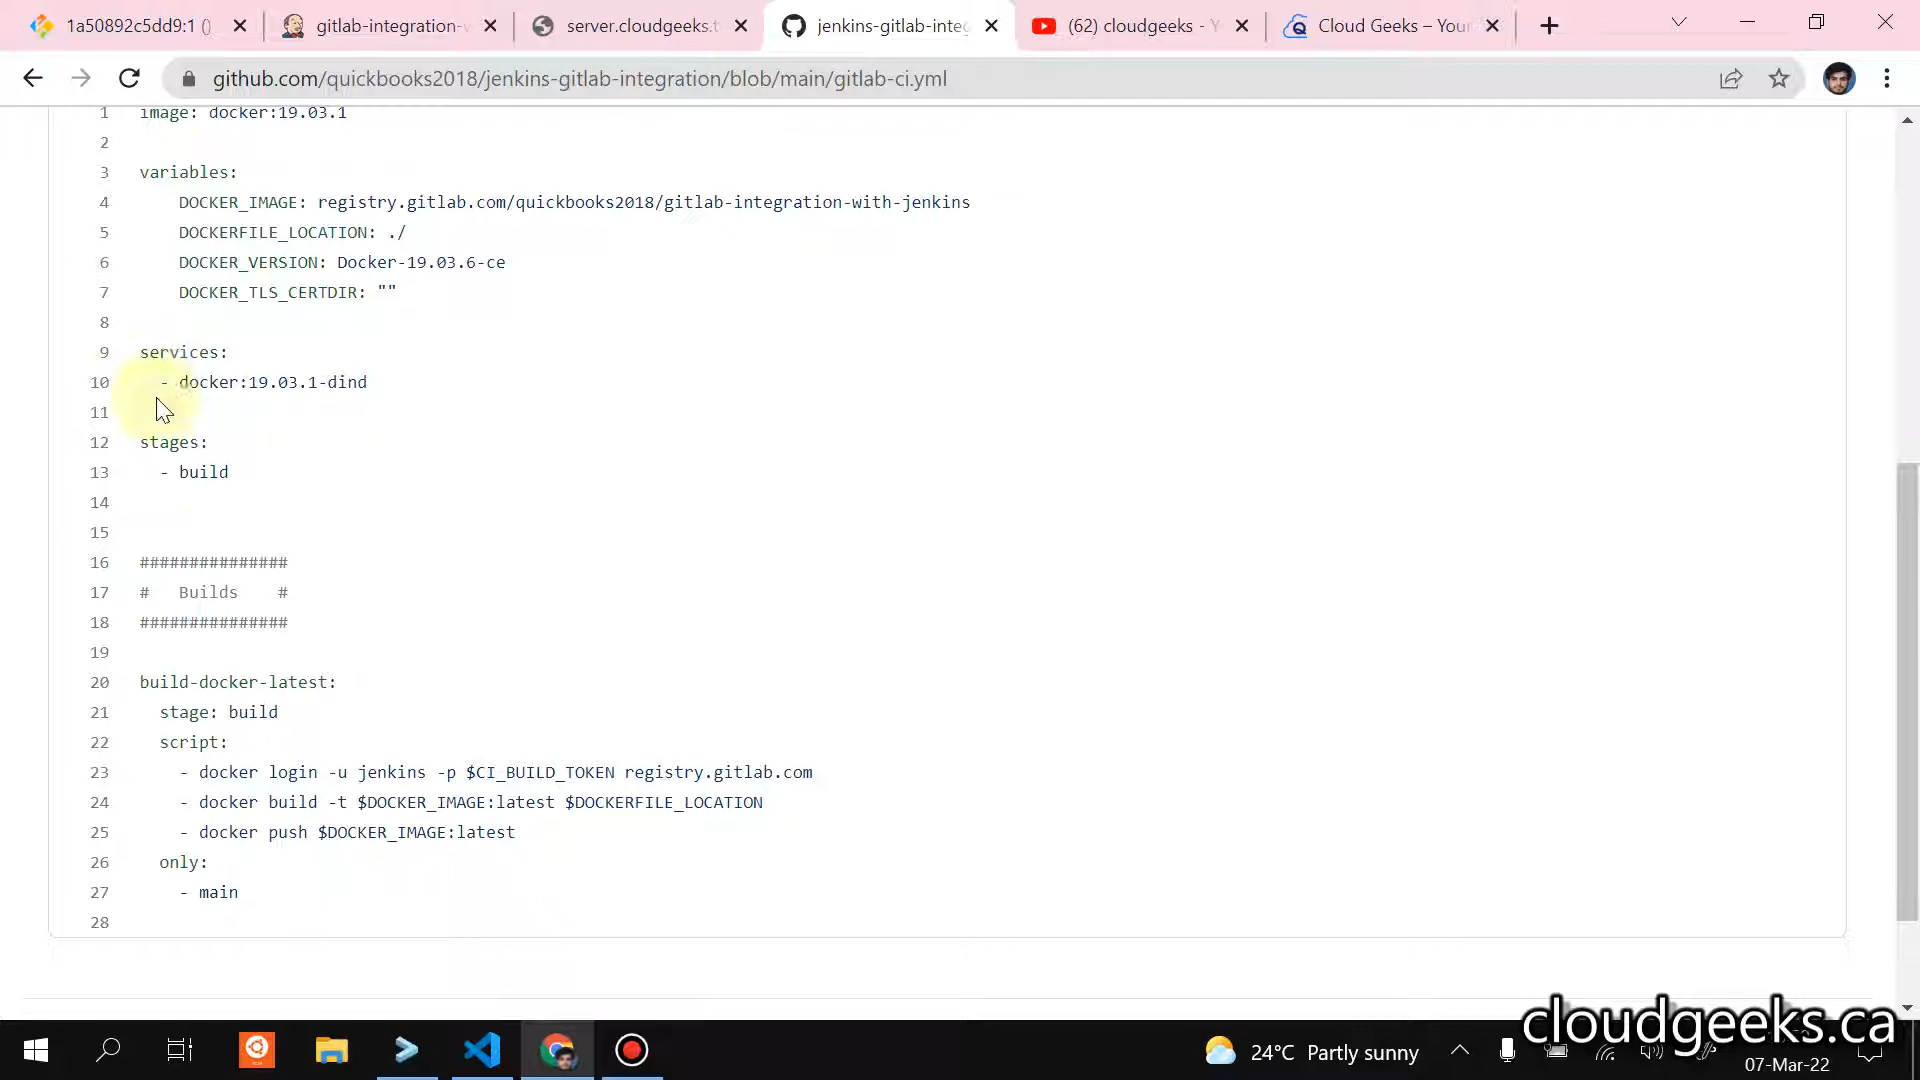 1a50892c5dd9:1 ()
gitlab-integration-w
server.cloudgeeks.t
jenkins-gitlab-integ
(62) cloudgeeks - Y
Cloud Geeks – Your
github.com/quickbooks2018/jenkins-gitlab-integration/blob/main/gitlab-ci.yml
1 image: docker:19.03.1
2
3 variables:
4 DOCKER_IMAGE: registry.gitlab.com/quickbooks2018/gitlab-integration-with-jenkins
5 DOCKERFILE_LOCATION: ./
6 DOCKER_VERSION: Docker-19.03.6-ce
7 DOCKER_TLS_CERTDIR: ""
8
9 services:
10 - docker:19.03.1-dind
11
12 stages:
13 - build
14
15
16 ###############
17 # Builds #
18 ###############
19
20 build-docker-latest:
21 stage: build
22 script:
23 - docker login -u jenkins -p $CI_BUILD_TOKEN registry.gitlab.com
24 - docker build -t $DOCKER_IMAGE:latest $DOCKERFILE_LOCATION
25 - docker push $DOCKER_IMAGE:latest
26 only:
27 - main
28
cloudgeeks.ca
24°C Partly sunny
07-Mar-22